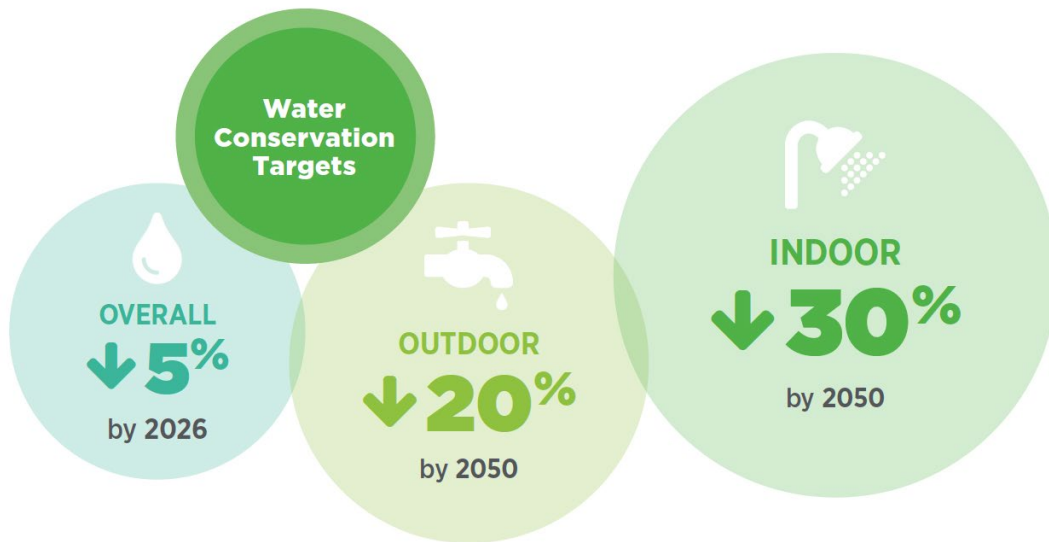 Water
Conservation
Targets
OVERALL
↓5%
by 2026
OUTDOOR
↓20%
by 2050
INDOOR
↓30%
by 2050